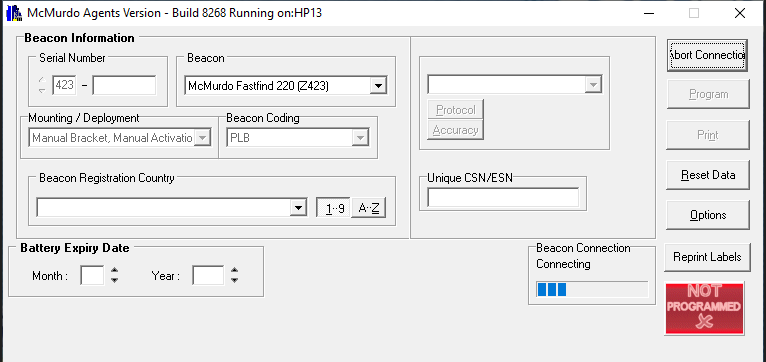 McMurdo Agents Version - Build 8268 Running on:HP13
Beacon Information
Serial Number
423 -
Beacon
McMurdo Fastfind 220 (Z423)
Mounting / Deployment
Manual Bracket, Manual Activatio
Beacon Coding
PLB
Beacon Registration Country
1··9
A··Z
Protocol
Accuracy
Unique CSN/ESN
Battery Expiry Date
Month :
Year :
Beacon Connection
Connecting
Abort Connection
Program
Print
Reset Data
Options
Reprint Labels
NOT
PROGRAMMED